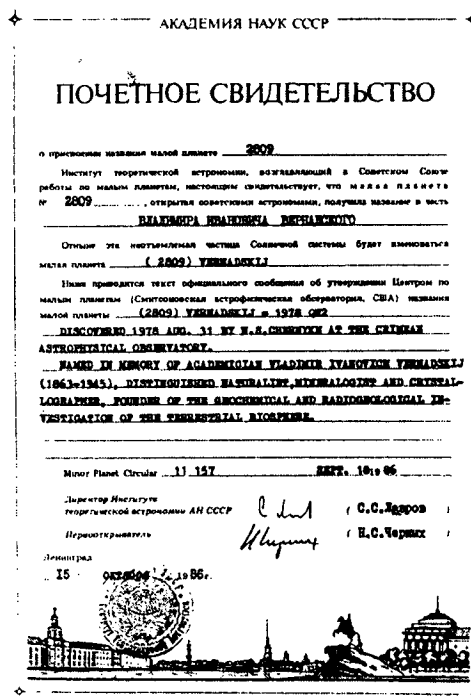 АКАДЕМИЯ НАУК СССР
ПОЧЕТНОЕ СВИДЕТЕЛЬСТВО
о присвоении названия малой планете 2809
Институт теоретической астрономии, возглавляющий в Советском Союзе
работы по малым планетам, настоящим свидетельствует, что малая планета
№ 2809, открытая советскими астрономами, получила название в честь
ВЛАДИМИРА ИВАНОВИЧА ВЕРНАДСКОГО
Отныне эта неотъемлемая частица Солнечной системы будет именоваться
малая планета (2809) VERNADSKIJ
Ниже приводится текст официального сообщения об утверждении Центром по
малым планетам (Смитсоновская астрофизическая обсерватория, США) названия
малой планеты (2809) VERNADSKIJ = 1978 QW2
DISCOVERED 1978 AUG. 31 BY N.S.CHERNYKH AT THE CRIMEAN
ASTROPHYSICAL OBSERVATORY.
NAMED IN MEMORY OF ACADEMICIAN VLADIMIR IVANOVICH VERNADSKIJ
(1863-1945), DISTINGUISHED NATURALIST, MINERALOGIST AND CRYSTAL-
LOGRAPHER, FOUNDER OF THE GEOCHEMICAL AND RADIOGEOLOGICAL IN-
VESTIGATION OF THE TERRESTRIAL BIOSPHERE.
Minor Planet Circular 11 157 SEPT. 18 19 86
Директор Института
теоретической астрономии АН СССР ( С.С.Лавров
Первооткрыватель ( Н.С.Черных
Ленинград
15 октября 1986г.